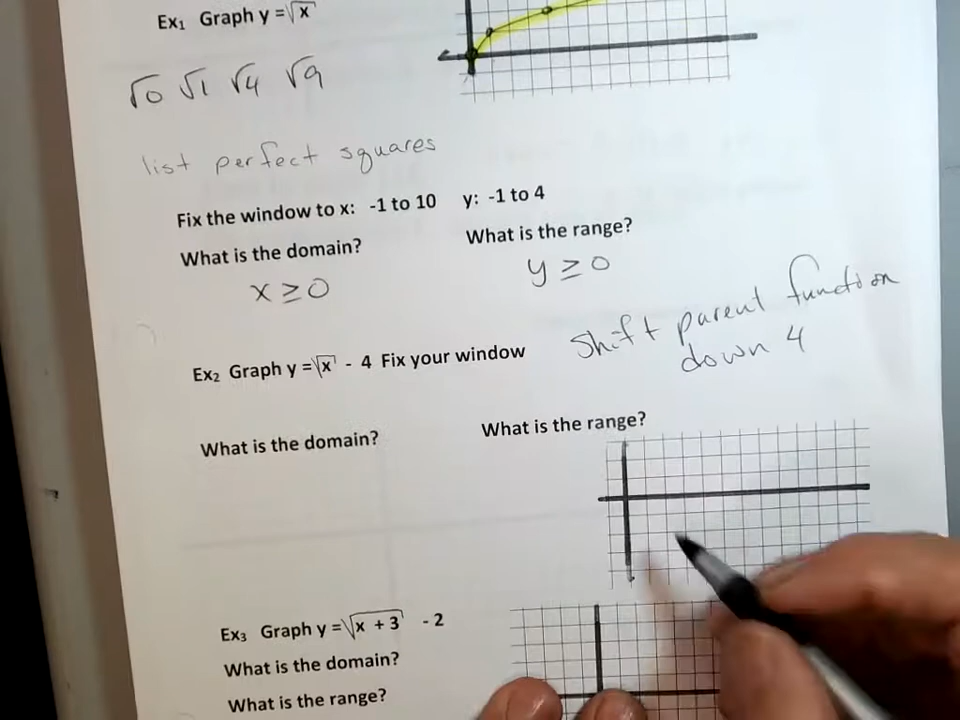 Ex₁ Graph y = √x
√0 √1 √4 √9
list perfect squares
Fix the window to x: -1 to 10 y: -1 to 4
What is the domain? What is the range?
x ≥ 0 y ≥ 0
Shift parent function
down 4
Ex₂ Graph y = √x - 4 Fix your window
What is the domain? What is the range?
Ex₃ Graph y = √x + 3 - 2
What is the domain?
What is the range?